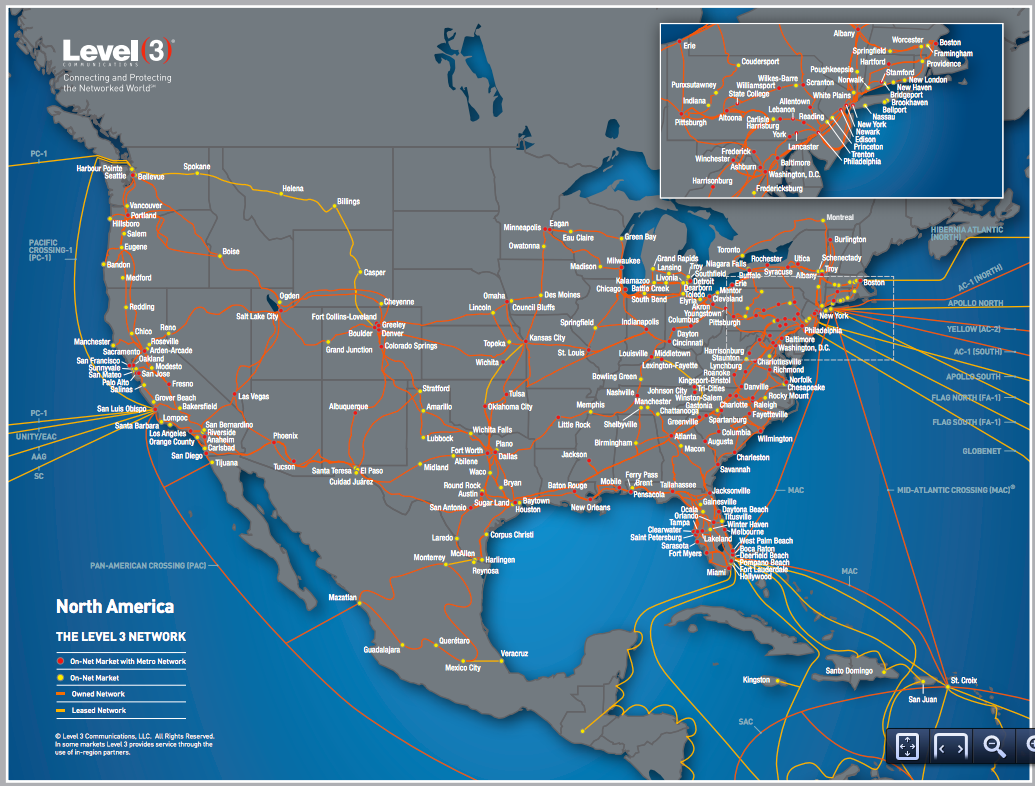 Level(3)
COMMUNICATIONS
Connecting and Protecting
the Networked World℠
Erie
Albany
Worcester
Boston
Springfield
Framingham
Coudersport
Hartford
Providence
Poughkeepsie
Stamford
Punxsutawney
Wilkes-Barre
Williamsport
Scranton
Norwalk
New London
New Haven
State College
White Plains
Bridgeport
Indiana
Allentown
Brookhaven
Lebanon
Bellport
Altoona
Carlisle
Reading
Nassau
Pittsburgh
Harrisburg
New York
York
Newark
Edison
Lancaster
Princeton
Frederick
Trenton
Winchester
Baltimore
Philadelphia
Ashburn
Washington, D.C.
Harrisonburg
Fredericksburg
PC-1
Harbour Pointe
Seattle
Bellevue
Spokane
Helena
Billings
Vancouver
Portland
Hillsboro
Salem
PACIFIC
CROSSING-1
(PC-1)
Eugene
Boise
Bandon
Medford
Casper
Redding
Ogden
Cheyenne
Salt Lake City
Fort Collins-Loveland
Greeley
Boulder
Denver
Grand Junction
Colorado Springs
Chico
Reno
Manchester
Roseville
Sacramento
Arden-Arcade
San Francisco
Oakland
Sunnyvale
Modesto
San Mateo
San Jose
Palo Alto
Salinas
Fresno
Las Vegas
Grover Beach
San Luis Obispo
Bakersfield
PC-1
Lompoc
Santa Barbara
San Bernardino
Los Angeles
Riverside
Orange County
Anaheim
Carlsbad
UNITY/EAC
AAG
SC
San Diego
Tijuana
Phoenix
Tucson
Albuquerque
Santa Teresa
El Paso
Cuidad Juárez
Minneapolis
Eagan
Eau Claire
Owatonna
Green Bay
Madison
Milwaukee
Grand Rapids
Lansing
Troy
Livonia
Southfield
Detroit
Chicago
Kalamazoo
Battle Creek
Dearborn
South Bend
Toledo
Elyria
Akron
Youngstown
Mentor
Cleveland
Erie
Toronto
Niagara Falls
Buffalo
Rochester
Syracuse
Utica
Schenectady
Albany
Troy
Montreal
Burlington
Boston
New York
Philadelphia
Baltimore
Washington, D.C.
Pittsburgh
Omaha
Des Moines
Lincoln
Council Bluffs
Springfield
Indianapolis
Columbus
Dayton
Cincinnati
Topeka
Kansas City
St. Louis
Louisville
Middletown
Wichita
Lexington-Fayette
Harrisonburg
Staunton
Lynchburg
Charlottesville
Richmond
Bowling Green
Roanoke
Kingsport-Bristol
Norfolk
Chesapeake
Tri-Cities
Johnson City
Danville
Stratford
Tulsa
Nashville
Winston-Salem
Rocky Mount
Amarillo
Oklahoma City
Memphis
Manchester
Gastonia
Charlotte
Raleigh
Chattanooga
Fayetteville
Little Rock
Shelbyville
Greenville
Spartanburg
Lubbock
Wichita Falls
Birmingham
Atlanta
Columbia
Wilmington
Plano
Macon
Augusta
Fort Worth
Dallas
Abilene
Jackson
Charleston
Midland
Waco
Savannah
Round Rock
Bryan
Baton Rouge
Mobile
Ferry Pass
Brent
Tallahassee
Austin
Baytown
Pensacola
Jacksonville
San Antonio
Sugar Land
Houston
New Orleans
Gainesville
Ocala
Daytona Beach
Orlando
Titusville
Tampa
Winter Haven
Clearwater
Melbourne
Saint Petersburg
Lakeland
Sarasota
West Palm Beach
Fort Myers
Boca Raton
Deerfield Beach
Pompano Beach
Fort Lauderdale
Miami
Hollywood
Laredo
Corpus Christi
Monterrey
McAllen
Harlingen
Reynosa
Mazatlan
Guadalajara
Querétaro
Mexico City
Veracruz
Kingston
Santo Domingo
San Juan
St. Croix
HIBERNIA ATLANTIC
(NORTH)
AC-1 (NORTH)
APOLLO NORTH
YELLOW (AC-2)
AC-1 (SOUTH)
APOLLO SOUTH
FLAG NORTH (FA-1)
FLAG SOUTH (FA-1)
GLOBENET
MAC
MID-ATLANTIC CROSSING (MAC)®
MAC
SAC
PAN-AMERICAN CROSSING (PAC)
North America
THE LEVEL 3 NETWORK
On-Net Market with Metro Network
On-Net Market
Owned Network
Leased Network
© Level 3 Communications, LLC. All Rights Reserved.
In some markets Level 3 provides service through the
use of in-region partners.